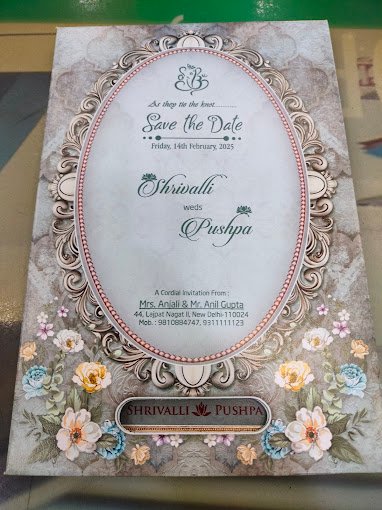 As they tie the knot...........
Save the Date
Friday, 14th February, 2025
Shrivalli
weds
Pushpa
A Cordial Invitation From :
Mrs. Anjali & Mr. Anil Gupta
44, Lajpat Nagat II, New Delhi-110024
Mob. : 9810884747, 9311111123
SHRIVALLI PUSHPA